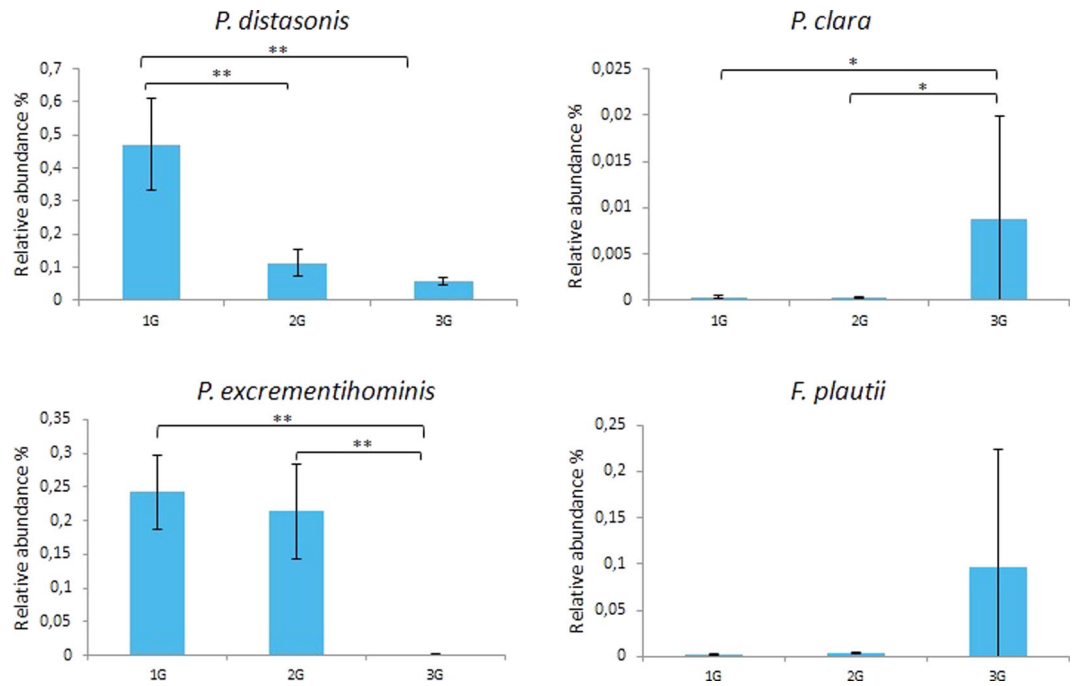 P. distasonis
**
**
Relative abundance %
0,7
0,6
0,5
0,4
0,3
0,2
0,1
0
1G 2G 3G
P. clara
*
*
Relative abundance %
0,025
0,02
0,015
0,01
0,005
0
1G 2G 3G
P. excrementihominis
**
**
Relative abundance %
0,35
0,3
0,25
0,2
0,15
0,1
0,05
0
1G 2G 3G
F. plautii
Relative abundance %
0,25
0,2
0,15
0,1
0,05
0
1G 2G 3G